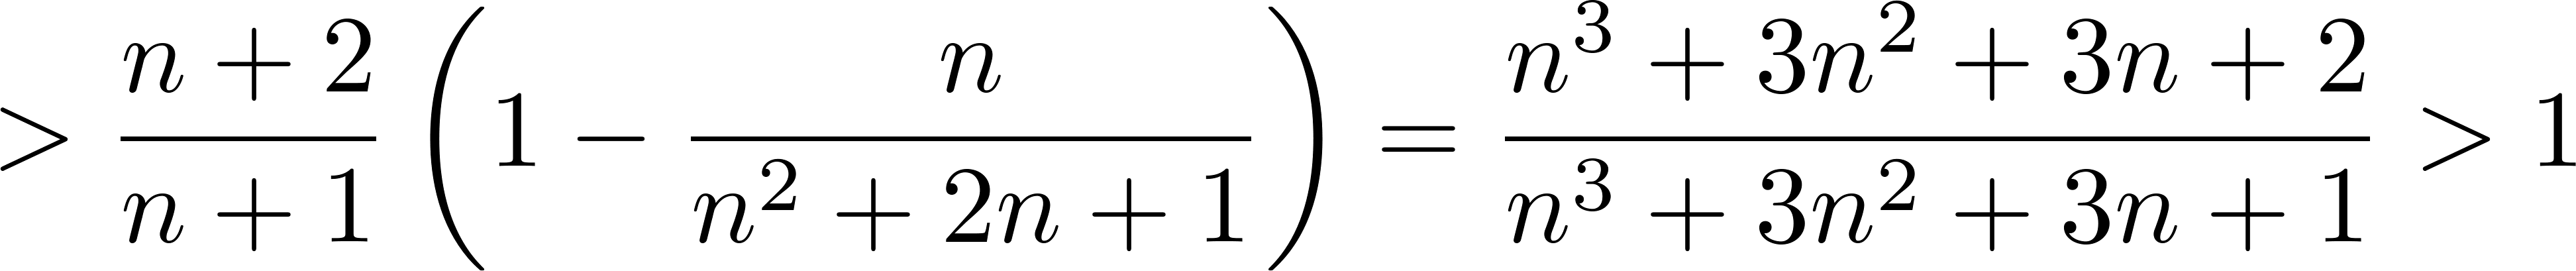 > \frac{n+2}{n+1} \left( 1 - \frac{n}{n^2+2n+1} \right) = \frac{n^3+3n^2+3n+2}{n^3+3n^2+3n+1} > 1